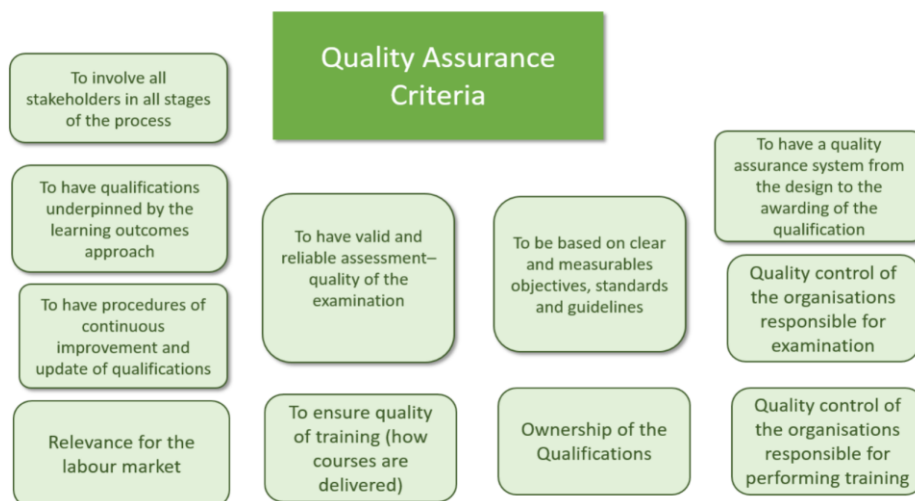 Quality Assurance
Criteria
To involve all
stakeholders in all stages
of the process
To have qualifications
underpinned by the
learning outcomes
approach
To have procedures of
continuous
improvement and
update of qualifications
Relevance for the
labour market
To have valid and
reliable assessment–
quality of the
examination
To ensure quality
of training (how
courses are
delivered)
To be based on clear
and measurables
objectives, standards
and guidelines
Ownership of the
Qualifications
To have a quality
assurance system from
the design to the
awarding of the
qualification
Quality control of
the organisations
responsible for
examination
Quality control of
the organisations
responsible for
performing training